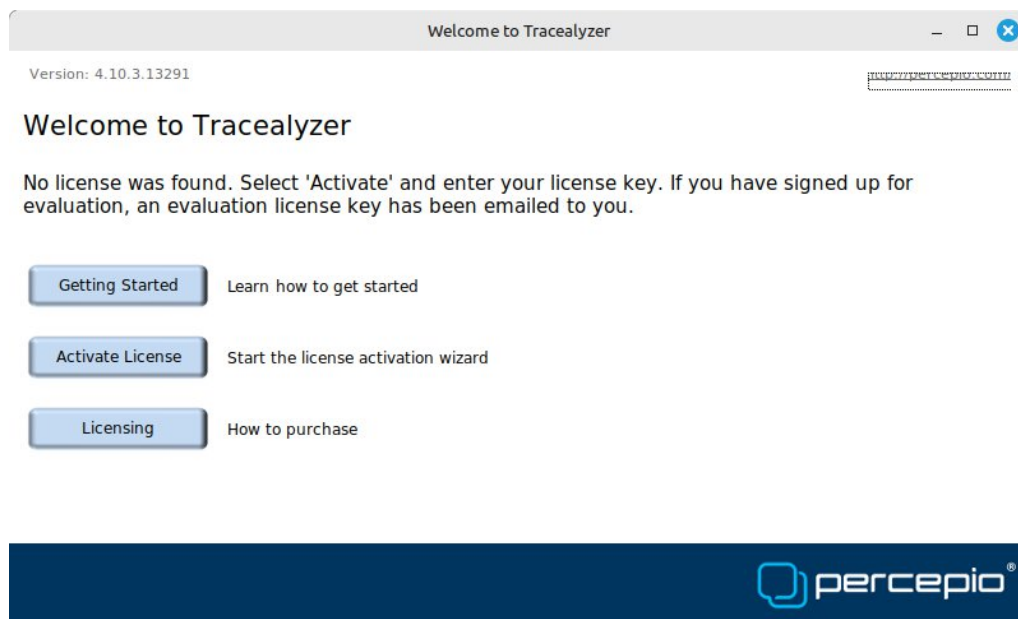 Welcome to Tracealyzer
Version: 4.10.3.13291
http://percepio.com/
Welcome to Tracealyzer
No license was found. Select 'Activate' and enter your license key. If you have signed up for
evaluation, an evaluation license key has been emailed to you.
Getting Started Learn how to get started
Activate License Start the license activation wizard
Licensing How to purchase
percepio®